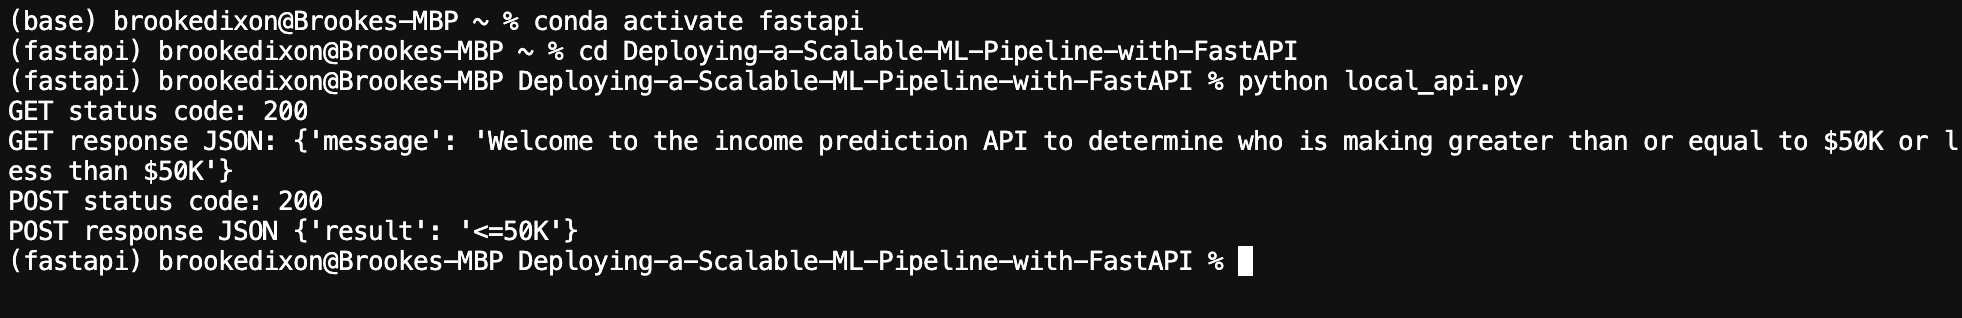 (base) brookedixon@Brookes-MBP ~ % conda activate fastapi
(fastapi) brookedixon@Brookes-MBP ~ % cd Deploying-a-Scalable-ML-Pipeline-with-FastAPI
(fastapi) brookedixon@Brookes-MBP Deploying-a-Scalable-ML-Pipeline-with-FastAPI % python local_api.py
GET status code: 200
GET response JSON: {'message': 'Welcome to the income prediction API to determine who is making greater than or equal to $50K or l
ess than $50K'}
POST status code: 200
POST response JSON {'result': '<=50K'}
(fastapi) brookedixon@Brookes-MBP Deploying-a-Scalable-ML-Pipeline-with-FastAPI %